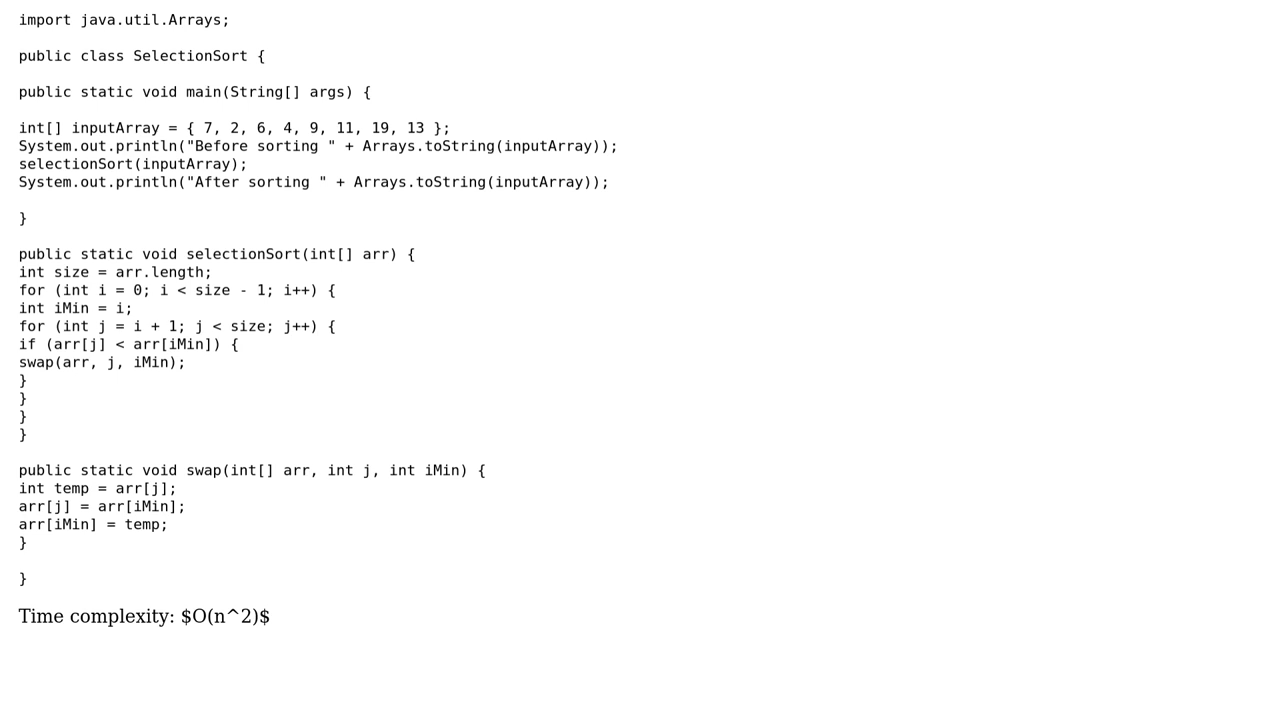 import java.util.Arrays;
public class SelectionSort {
public static void main(String[] args) {
int[] inputArray = { 7, 2, 6, 4, 9, 11, 19, 13 };
System.out.println("Before sorting " + Arrays.toString(inputArray));
selectionSort(inputArray);
System.out.println("After sorting " + Arrays.toString(inputArray));
}
public static void selectionSort(int[] arr) {
int size = arr.length;
for (int i = 0; i < size - 1; i++) {
int iMin = i;
for (int j = i + 1; j < size; j++) {
if (arr[j] < arr[iMin]) {
swap(arr, j, iMin);
}
}
}
}
public static void swap(int[] arr, int j, int iMin) {
int temp = arr[j];
arr[j] = arr[iMin];
arr[iMin] = temp;
}
}
Time complexity: $O(n^2)$